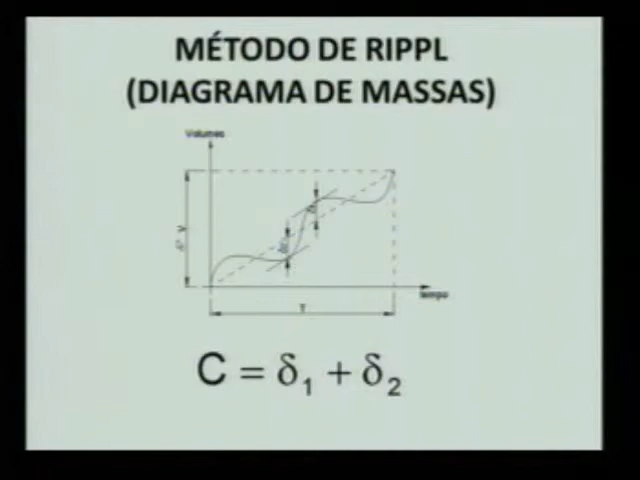 MÉTODO DE RIPPL
(DIAGRAMA DE MASSAS)
Volumes
V
tempo
T
C = δ₁ + δ₂